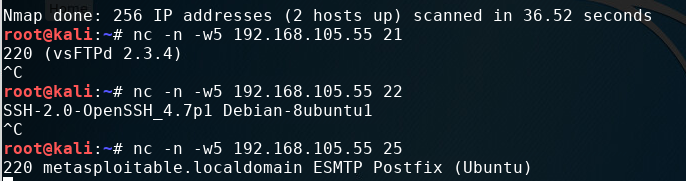 Nmap done: 256 IP addresses (2 hosts up) scanned in 36.52 seconds
root@kali:~# nc -n -w5 192.168.105.55 21
220 (vsFTPd 2.3.4)
^C
root@kali:~# nc -n -w5 192.168.105.55 22
SSH-2.0-OpenSSH_4.7p1 Debian-8ubuntu1
^C
root@kali:~# nc -n -w5 192.168.105.55 25
220 metasploitable.localdomain ESMTP Postfix (Ubuntu)